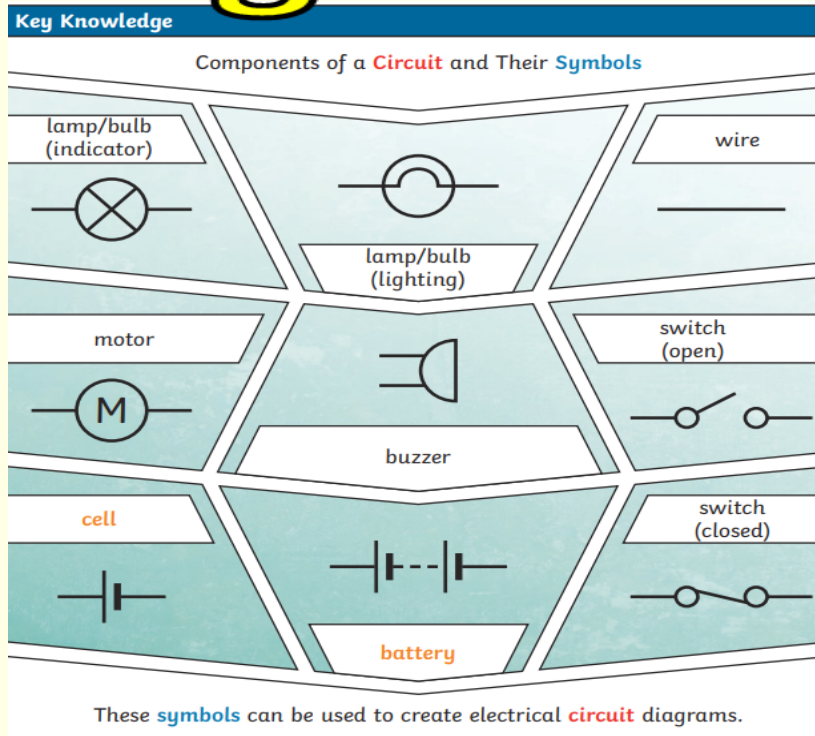 Key Knowledge
Components of a Circuit and Their Symbols
lamp/bulb
(indicator)
lamp/bulb
(lighting)
wire
motor
M
buzzer
switch
(open)
cell
battery
switch
(closed)
These symbols can be used to create electrical circuit diagrams.